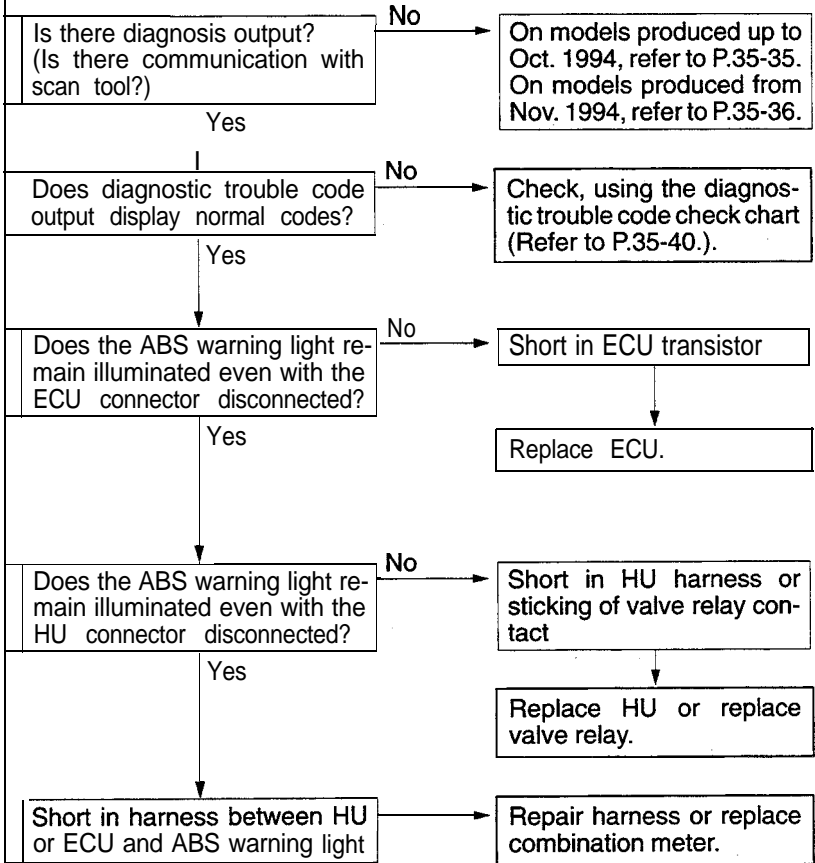 Is there diagnosis output?
(Is there communication with
scan tool?)
No
On models produced up to
Oct. 1994, refer to P.35-35.
On models produced from
Nov. 1994, refer to P.35-36.
Yes
Does diagnostic trouble code
output display normal codes?
No
Check, using the diagnos-
tic trouble code check chart
(Refer to P.35-40.).
Yes
Does the ABS warning light re-
main illuminated even with the
ECU connector disconnected?
No
Short in ECU transistor
Replace ECU.
Yes
Does the ABS warning light re-
main illuminated even with the
HU connector disconnected?
No
Short in HU harness or
sticking of valve relay con-
tact
Replace HU or replace
valve relay.
Yes
Short in harness between HU
or ECU and ABS warning light
Repair harness or replace
combination meter.